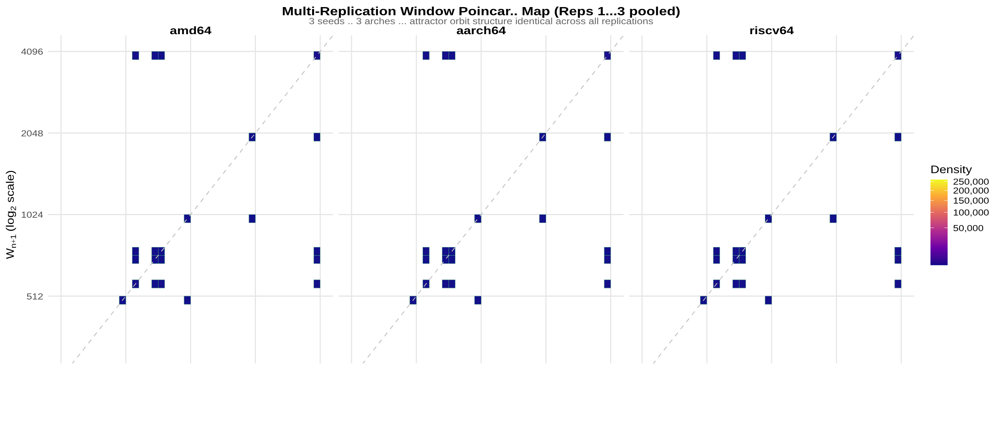 Multi-Replication Window Poincar.. Map (Reps 1...3 pooled)
3 seeds .. 3 arches ... attractor orbit structure identical across all replications
amd64
aarch64
riscv64
4096
2048
1024
512
Wn+1 (log2 scale)
Density
250,000
200,000
150,000
100,000
50,000